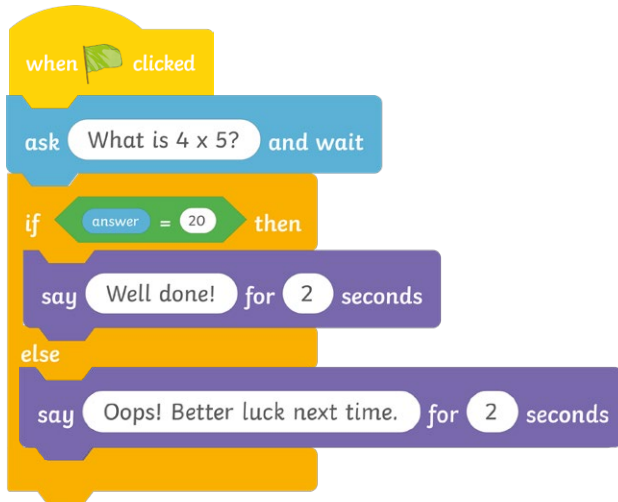 when clicked
ask What is 4 x 5? and wait
if answer = 20 then
say Well done! for 2 seconds
else
say Oops! Better luck next time. for 2 seconds